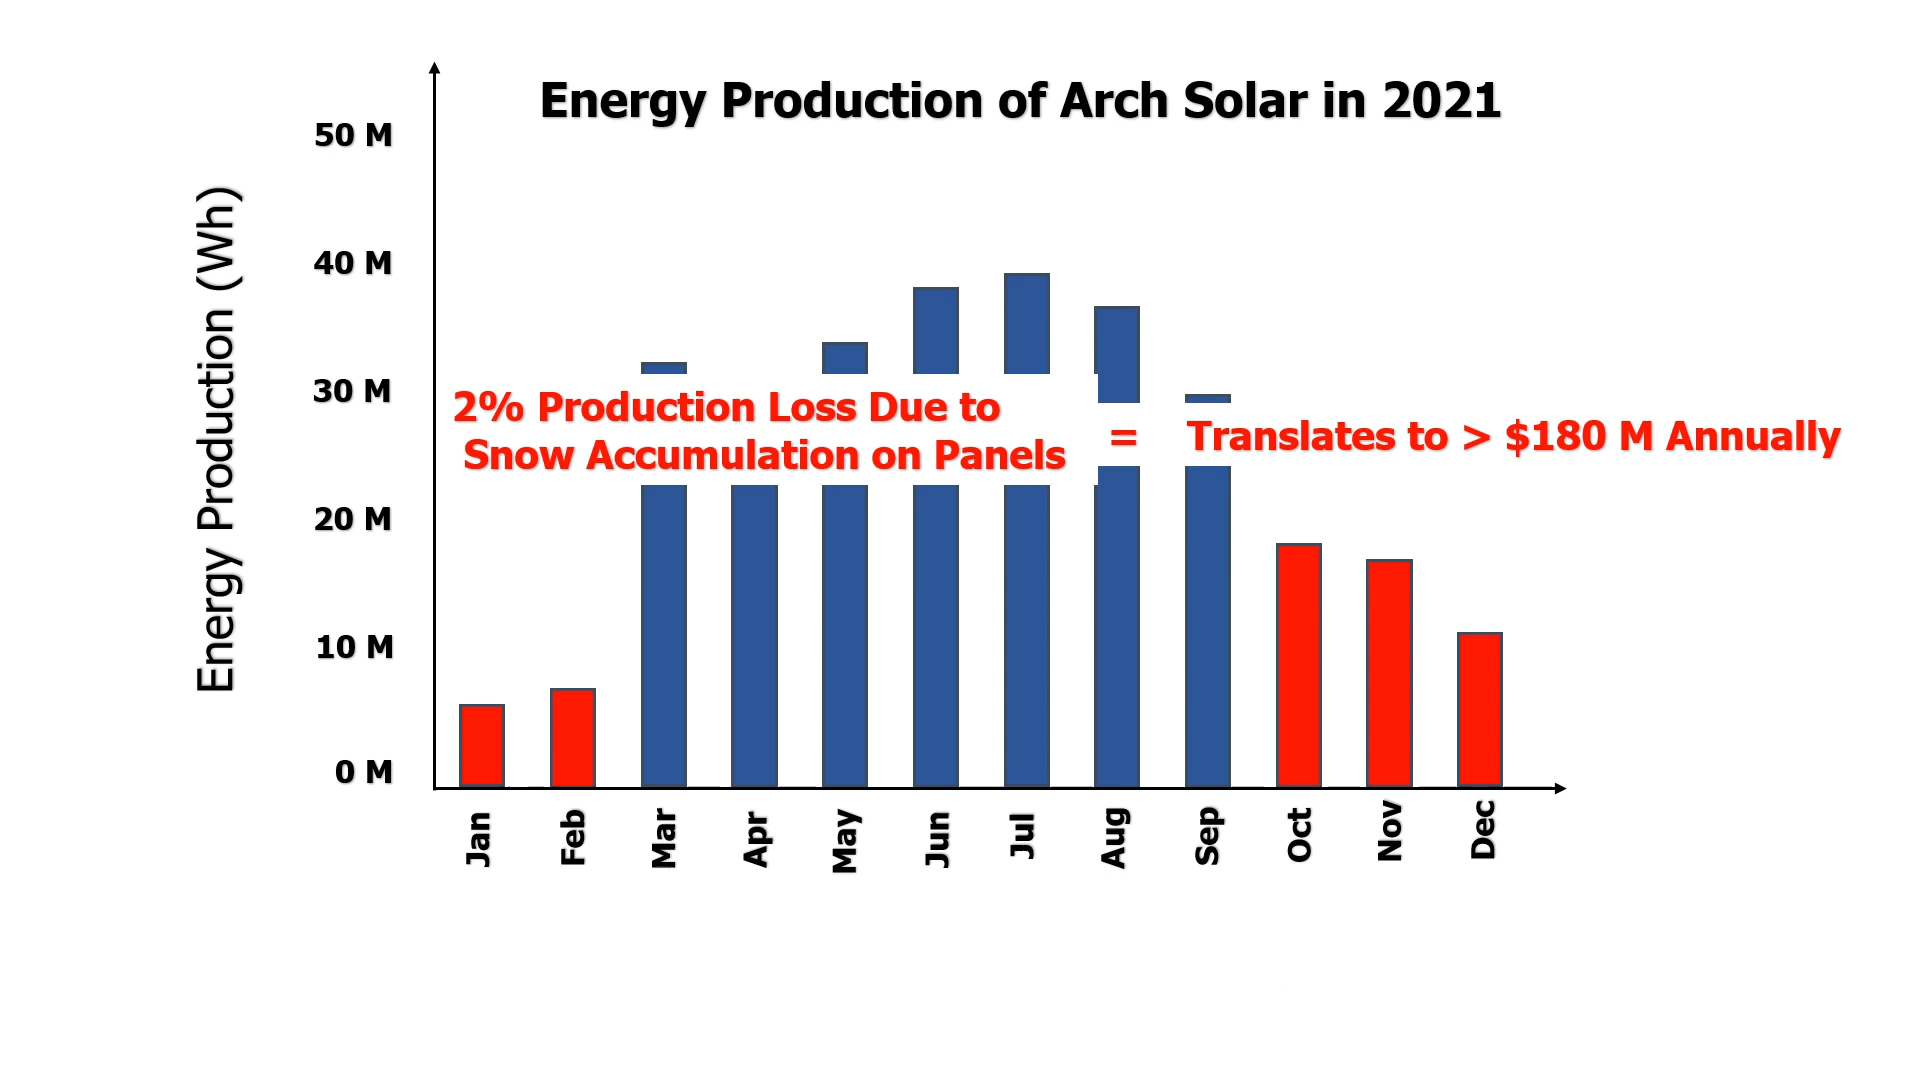 Energy Production of Arch Solar in 2021
Energy Production (Wh)
50 M
40 M
30 M
20 M
10 M
0 M
2% Production Loss Due to
Snow Accumulation on Panels
=
Translates to > $180 M Annually
Jan
Feb
Mar
Apr
May
Jun
Jul
Aug
Sep
Oct
Nov
Dec